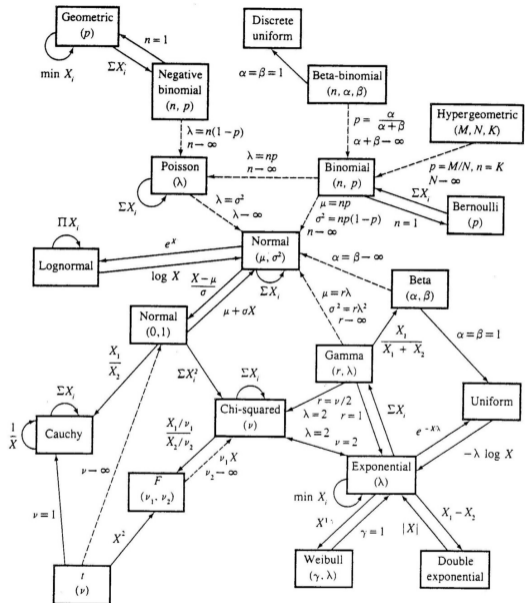 Geometric
(p)
Discrete
uniform
n = 1
min X_i
ΣX_i
α = β = 1
Negative
binomial
(n, p)
Beta-binomial
(n, α, β)
Hypergeometric
(M, N, K)
p = α/(α+β)
α + β → ∞
λ = n(1 − p)
n → ∞
λ = np
n → ∞
Poisson
(λ)
Binomial
(n, p)
p = M/N, n = K
N → ∞
ΣX_i
ΣX_i
λ = σ²
λ → ∞
μ = np
σ² = np(1 − p)
n → ∞
n = 1
Bernoulli
(p)
ΠX_i
e^X
Normal
(μ, σ²)
Lognormal
log X
α = β → ∞
(X − μ)/σ
ΣX_i
Beta
(α, β)
μ + σX
μ = rλ
σ² = rλ²
r → ∞
Normal
(0,1)
X_1/(X_1 + X_2)
α = β = 1
X_1/X_2
ΣX_i²
Gamma
(r, λ)
ΣX_i
ΣX_i
Chi-squared
(ν)
r = ν/2
λ = 2
r = 1
ΣX_i
Uniform
1/X
Cauchy
(X_1/ν_1)/(X_2/ν_2)
λ = 2
ν = 2
e^{−Xλ}
−λ log X
ν → ∞
ν_1 X
ν_2 → ∞
F
(ν_1, ν_2)
Exponential
(λ)
min X_i
ν = 1
X²
γ = 1
|X|
X_1 − X_2
t
(ν)
Weibull
(γ, λ)
Double
exponential